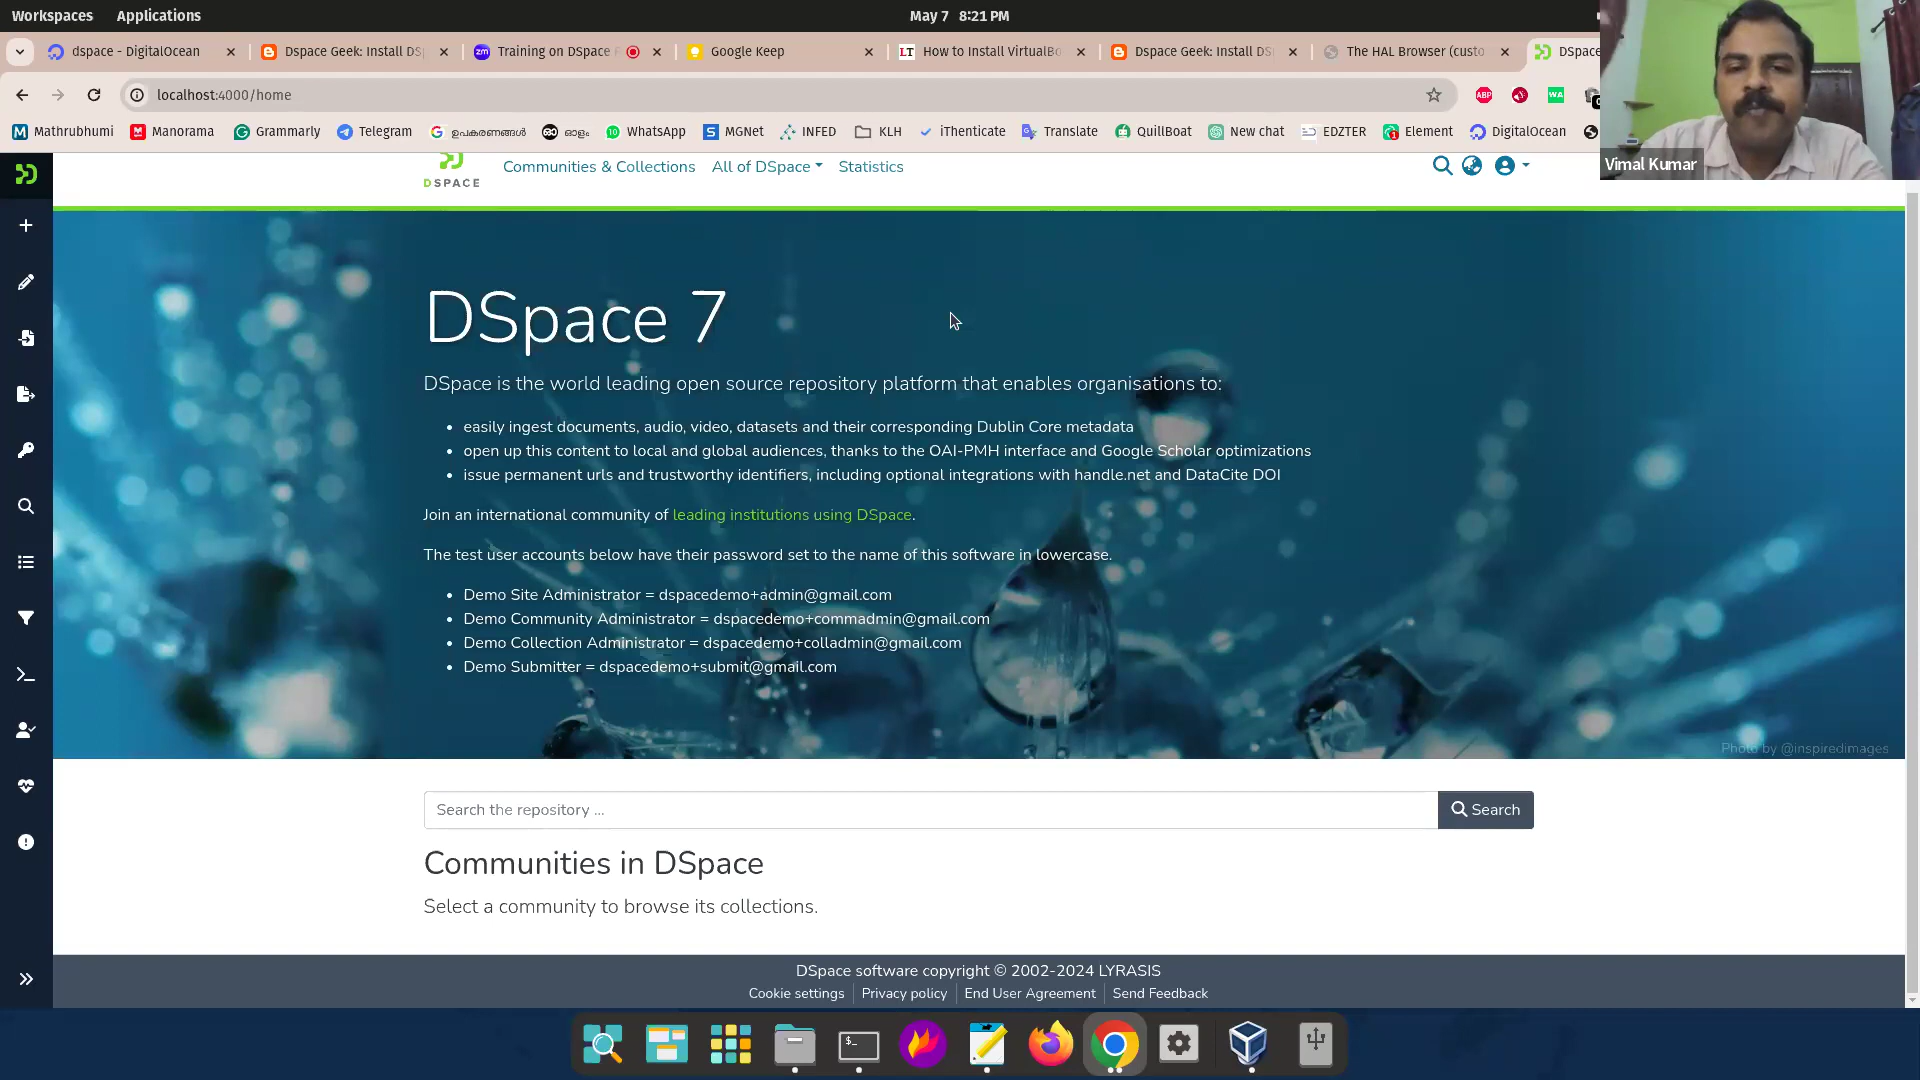 Workspaces Applications May 7 8:21 PM
dspace - DigitalOcean Dspace Geek: Install DS Training on DSpace Google Keep LT How to Install VirtualBo Dspace Geek: Install DS The HAL Browser (custo DSpace
localhost:4000/home ABP WA
Mathrubhumi Manorama Grammarly Telegram ഉപകരണങ്ങൾ ഓളം WhatsApp MGNet INFED KLH iThenticate Translate QuillBoat New chat EDZTER Element DigitalOcean
Vimal Kumar
DSPACE Communities & Collections All of DSpace Statistics
DSpace 7
DSpace is the world leading open source repository platform that enables organisations to:
• easily ingest documents, audio, video, datasets and their corresponding Dublin Core metadata
• open up this content to local and global audiences, thanks to the OAI-PMH interface and Google Scholar optimizations
• issue permanent urls and trustworthy identifiers, including optional integrations with handle.net and DataCite DOI
Join an international community of leading institutions using DSpace.
The test user accounts below have their password set to the name of this software in lowercase.
• Demo Site Administrator = dspacedemo+admin@gmail.com
• Demo Community Administrator = dspacedemo+commadmin@gmail.com
• Demo Collection Administrator = dspacedemo+colladmin@gmail.com
• Demo Submitter = dspacedemo+submit@gmail.com
Photo by @inspiredimages
Search the repository ... Search
Communities in DSpace
Select a community to browse its collections.
DSpace software copyright © 2002-2024 LYRASIS
Cookie settings Privacy policy End User Agreement Send Feedback